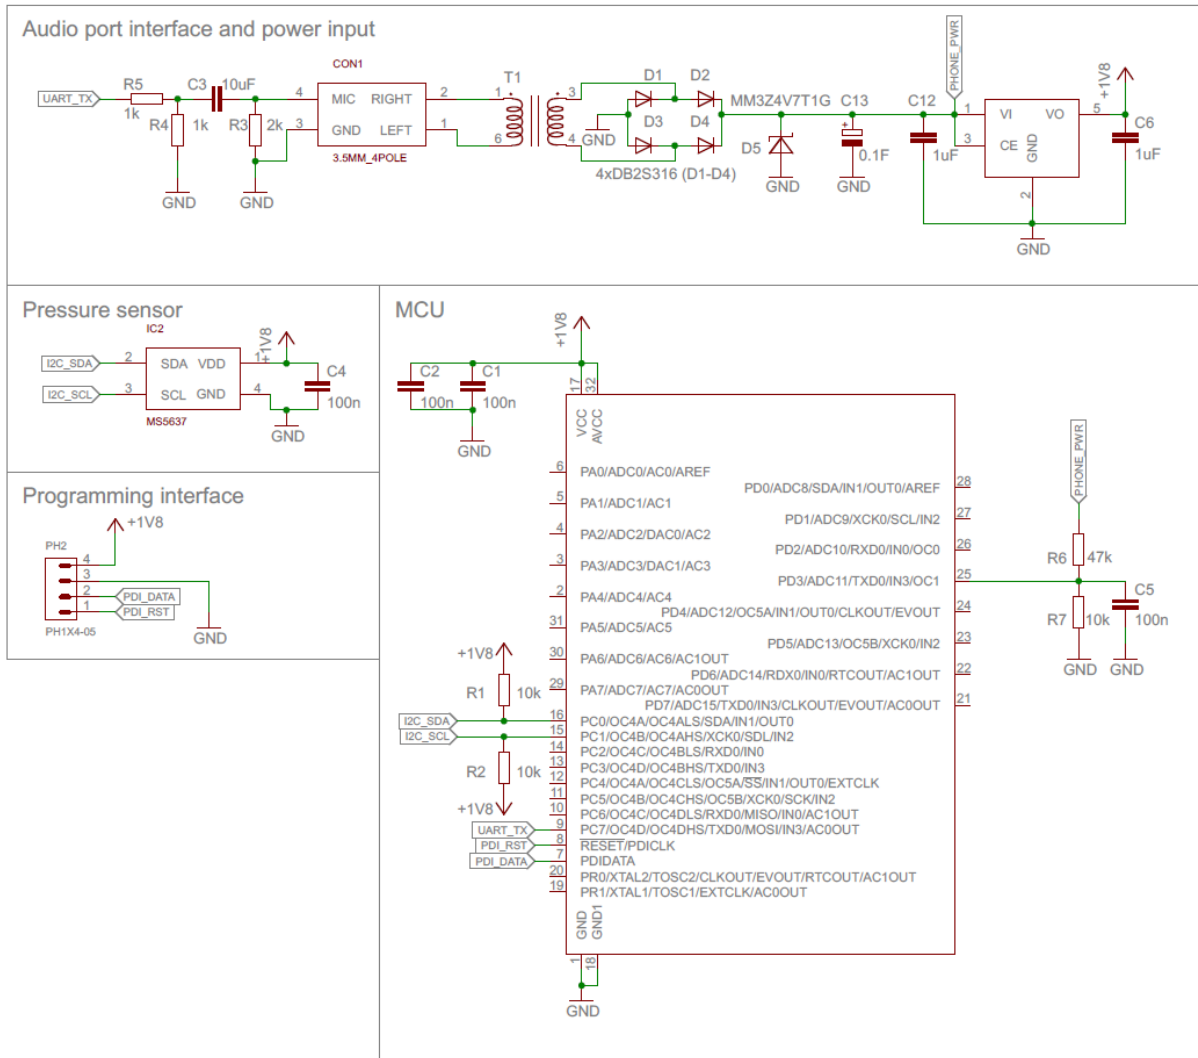 Audio port interface and power input
UART_TX
R5
1k
R4
1k
C3
10uF
R3
2k
GND
GND
CON1
4
MIC
RIGHT
2
3
GND
LEFT
1
3.5MM_4POLE
T1
1
3
6
4
GND
D1
D2
D3
D4
4xDB2S316 (D1-D4)
MM3Z4V7T1G
D5
GND
C13
+
0.1F
GND
C12
1uF
PHONE_PWR
1
VI
VO
5
3
CE
GND
2
GND
+1V8
C6
1uF
Pressure sensor
IC2
I2C_SDA
2
SDA
VDD
1
+1V8
I2C_SCL
3
SCL
GND
4
MS5637
C4
100n
GND
Programming interface
+1V8
PH2
4
3
2
PDI_DATA
1
PDI_RST
PH1X4-05
GND
MCU
+1V8
C2
100n
C1
100n
GND
17
32
VCC
AVCC
6
PA0/ADC0/AC0/AREF
5
PA1/ADC1/AC1
4
PA2/ADC2/DAC0/AC2
3
PA3/ADC3/DAC1/AC3
2
PA4/ADC4/AC4
31
PA5/ADC5/AC5
30
PA6/ADC6/AC6/AC1OUT
29
PA7/ADC7/AC7/AC0OUT
PD0/ADC8/SDA/IN1/OUT0/AREF
28
PD1/ADC9/XCK0/SCL/IN2
27
PD2/ADC10/RXD0/IN0/OC0
26
PD3/ADC11/TXD0/IN3/OC1
25
PD4/ADC12/OC5A/IN1/OUT0/CLKOUT/EVOUT
24
PD5/ADC13/OC5B/XCK0/IN2
23
PD6/ADC14/RDX0/IN0/RTCOUT/AC1OUT
22
PD7/ADC15/TXD0/IN3/CLKOUT/EVOUT/AC0OUT
21
+1V8
R1
10k
I2C_SDA
16
PC0/OC4A/OC4ALS/SDA/IN1/OUT0
I2C_SCL
15
PC1/OC4B/OC4AHS/XCK0/SDL/IN2
14
PC2/OC4C/OC4BLS/RXD0/IN0
R2
10k
13
PC3/OC4D/OC4BHS/TXD0/IN3
12
PC4/OC4A/OC4CLS/OC5A/SS/IN1/OUT0/EXTCLK
11
PC5/OC4B/OC4CHS/OC5B/XCK0/SCK/IN2
+1V8
10
PC6/OC4C/OC4DLS/RXD0/MISO/IN0/AC1OUT
UART_TX
9
PC7/OC4D/OC4DHS/TXD0/MOSI/IN3/AC0OUT
PDI_RST
8
RESET/PDICLK
PDI_DATA
7
PDIDATA
20
PR0/XTAL2/TOSC2/CLKOUT/EVOUT/RTCOUT/AC1OUT
19
PR1/XTAL1/TOSC1/EXTCLK/AC0OUT
GND
GND1
1
18
GND
PHONE_PWR
R6
47k
R7
10k
C5
100n
GND
GND